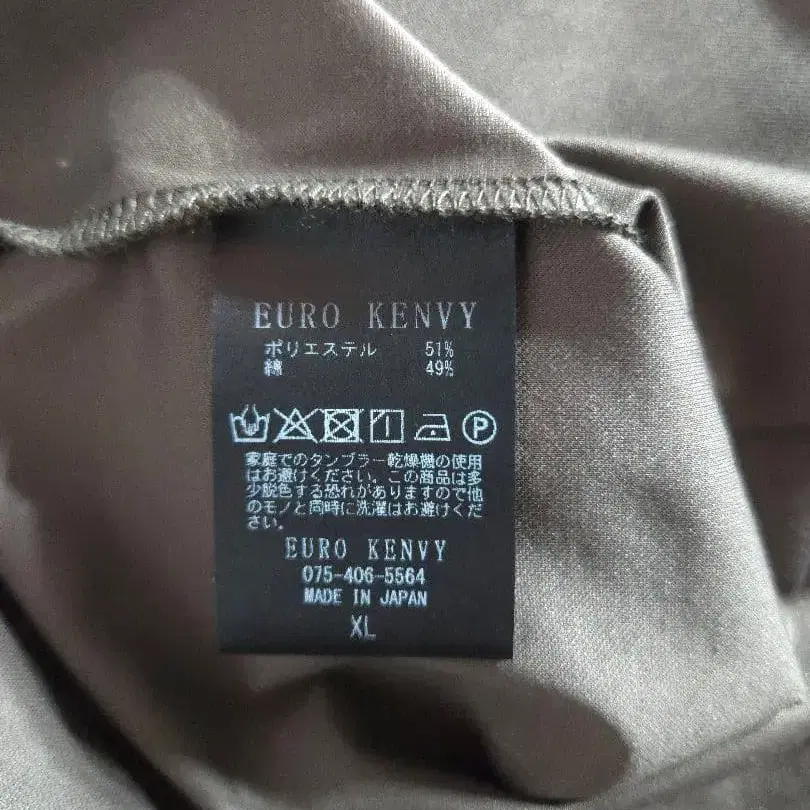 EURO KENVY
ポリエステル 51%
綿 49%
P
家庭でのタンブラー乾燥機の使用
はお避けください。この商品は多
少脱色する恐れがありますので他
のモノと同時に洗濯はお避けくだ
さい。
EURO KENVY
075-406-5564
MADE IN JAPAN
XL